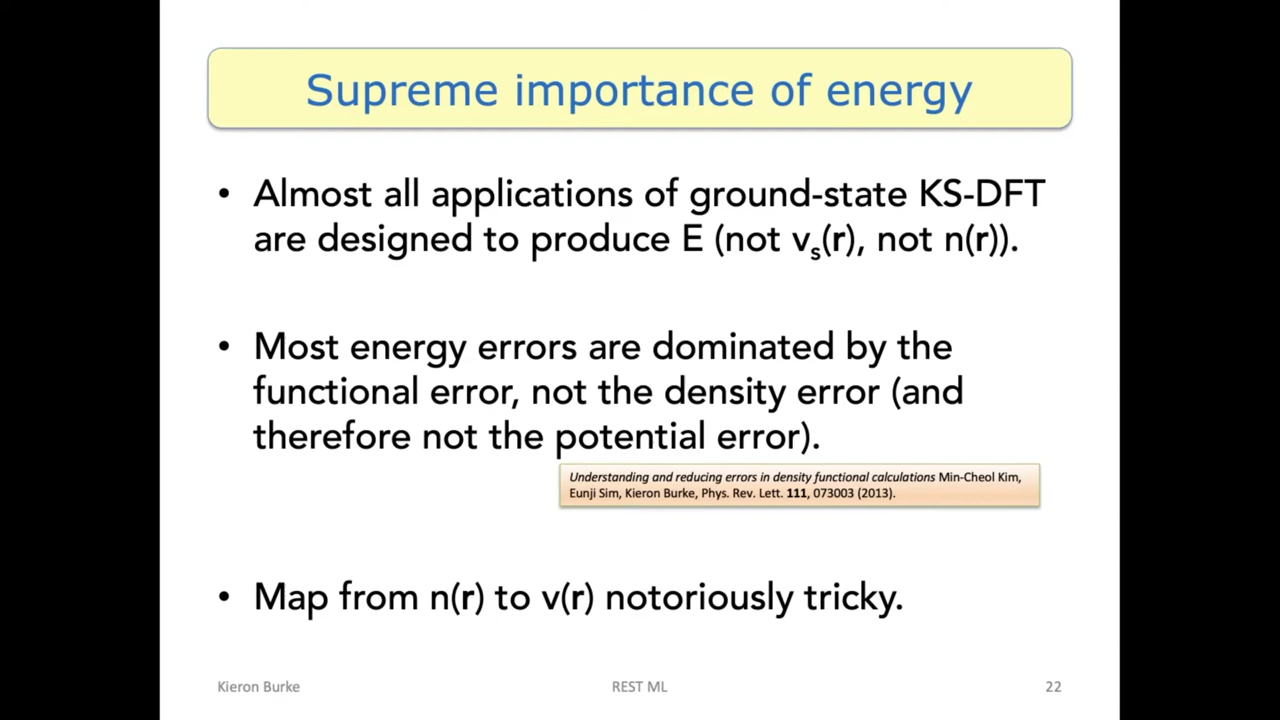 Supreme importance of energy
• Almost all applications of ground-state KS-DFT
are designed to produce E (not vs(r), not n(r)).
• Most energy errors are dominated by the
functional error, not the density error (and
therefore not the potential error).
Understanding and reducing errors in density functional calculations Min-Cheol Kim,
Eunji Sim, Kieron Burke, Phys. Rev. Lett. 111, 073003 (2013).
• Map from n(r) to v(r) notoriously tricky.
Kieron Burke
REST ML
22